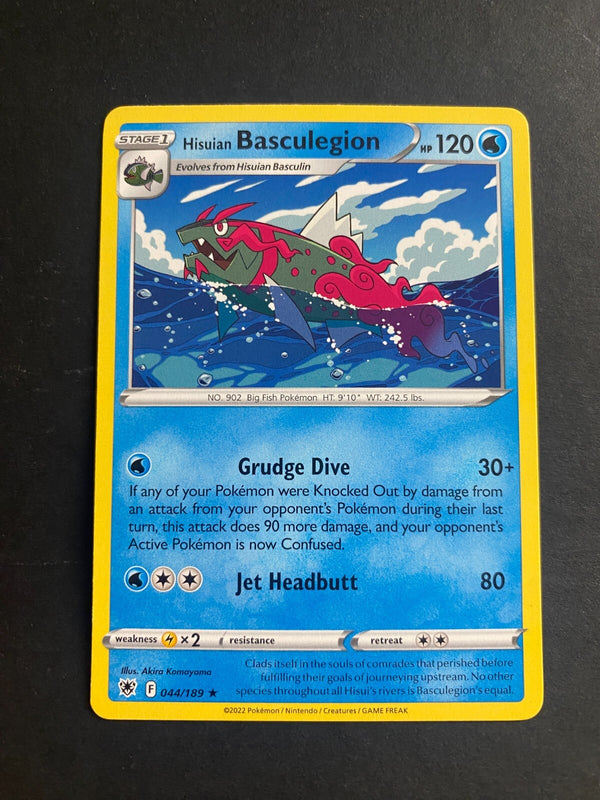 STAGE 1 Hisuian Basculegion HP 120
Evolves from Hisuian Basculin
NO. 902 Big Fish Pokémon HT: 9'10" WT: 242.5 lbs.
Grudge Dive 30+
If any of your Pokémon were Knocked Out by damage from
an attack from your opponent's Pokémon during their last
turn, this attack does 90 more damage, and your opponent's
Active Pokémon is now Confused.
Jet Headbutt 80
weakness ×2 resistance retreat
Illus. Akira Komayama
Clads itself in the souls of comrades that perished before
fulfilling their goals of journeying upstream. No other
species throughout all Hisui's rivers is Basculegion's equal.
F 044/189 ★
©2022 Pokémon / Nintendo / Creatures / GAME FREAK